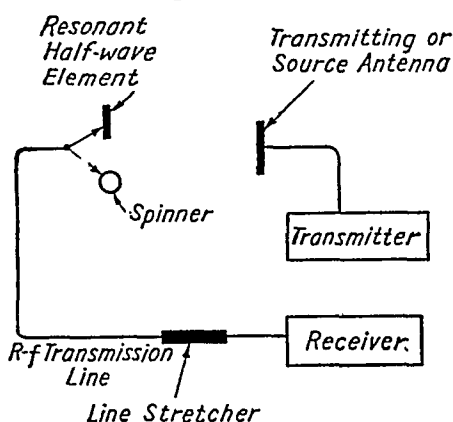 Resonant
Half-wave
Element
Transmitting or
Source Antenna
Spinner
Transmitter
R-f Transmission
Line
Receiver
Line Stretcher